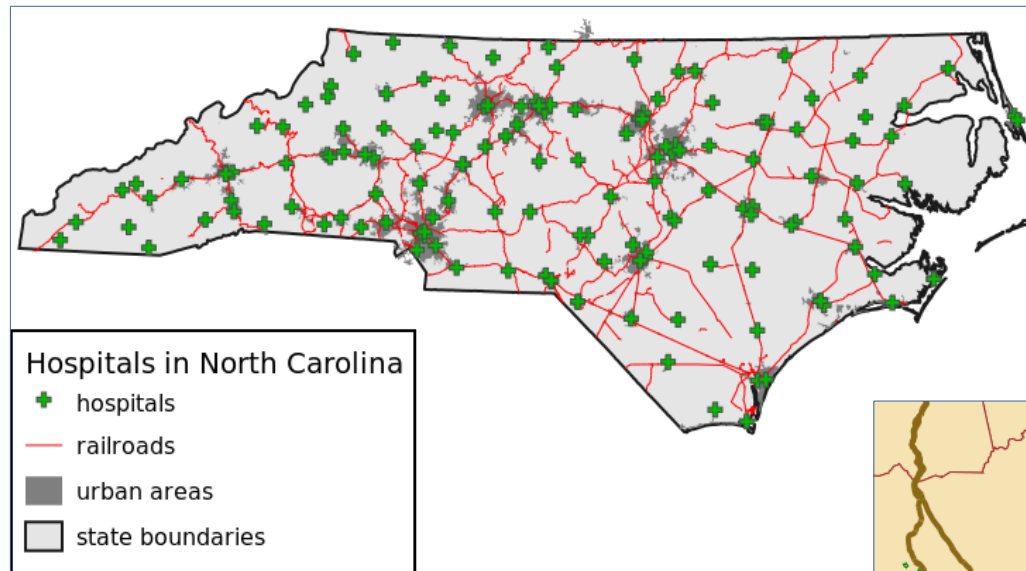 Hospitals in North Carolina
hospitals
railroads
urban areas
state boundaries